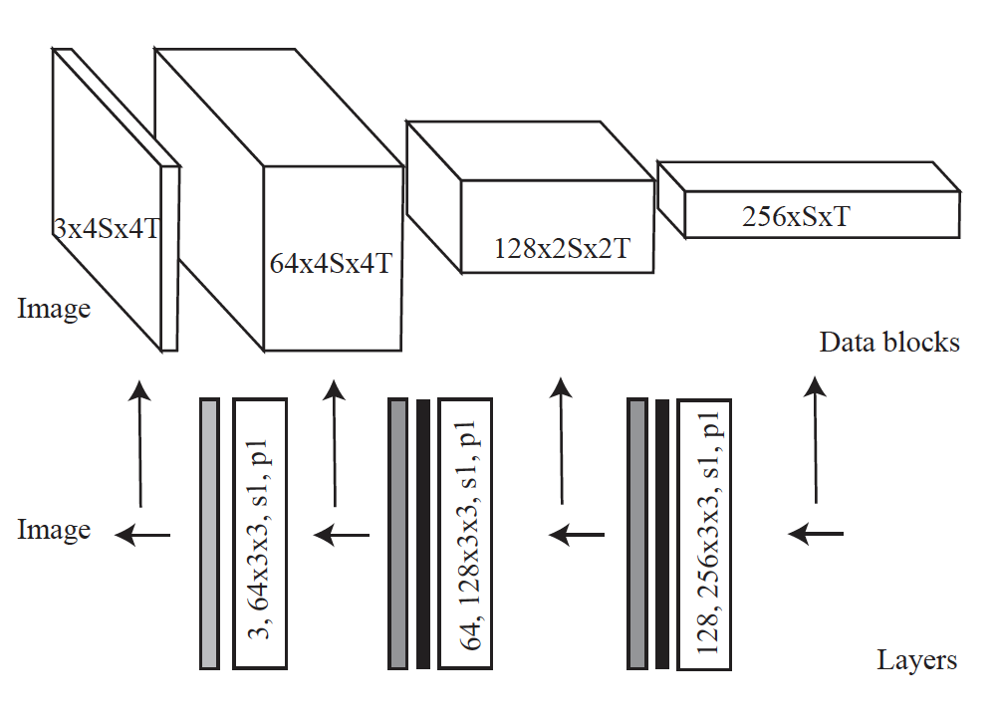 3x4Sx4T
64x4Sx4T
128x2Sx2T
256xSxT
Image
Data blocks
Image
3, 64x3x3, s1, p1
64, 128x3x3, s1, p1
128, 256x3x3, s1, p1
Layers